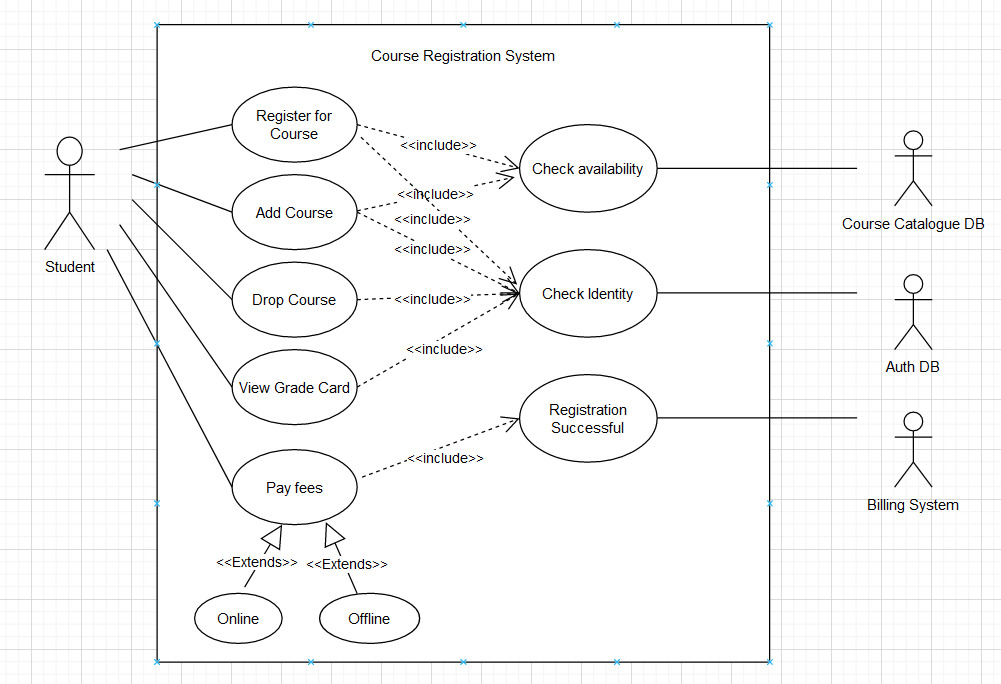 Course Registration System
Register for
Course
<<include>>
Check availability
Add Course
<<include>>
<<include>>
<<include>>
Course Catalogue DB
Student
Drop Course
<<include>>
Check Identity
<<include>>
View Grade Card
Auth DB
Registration
Successful
<<include>>
Pay fees
Billing System
<<Extends>>
<<Extends>>
Online
Offline